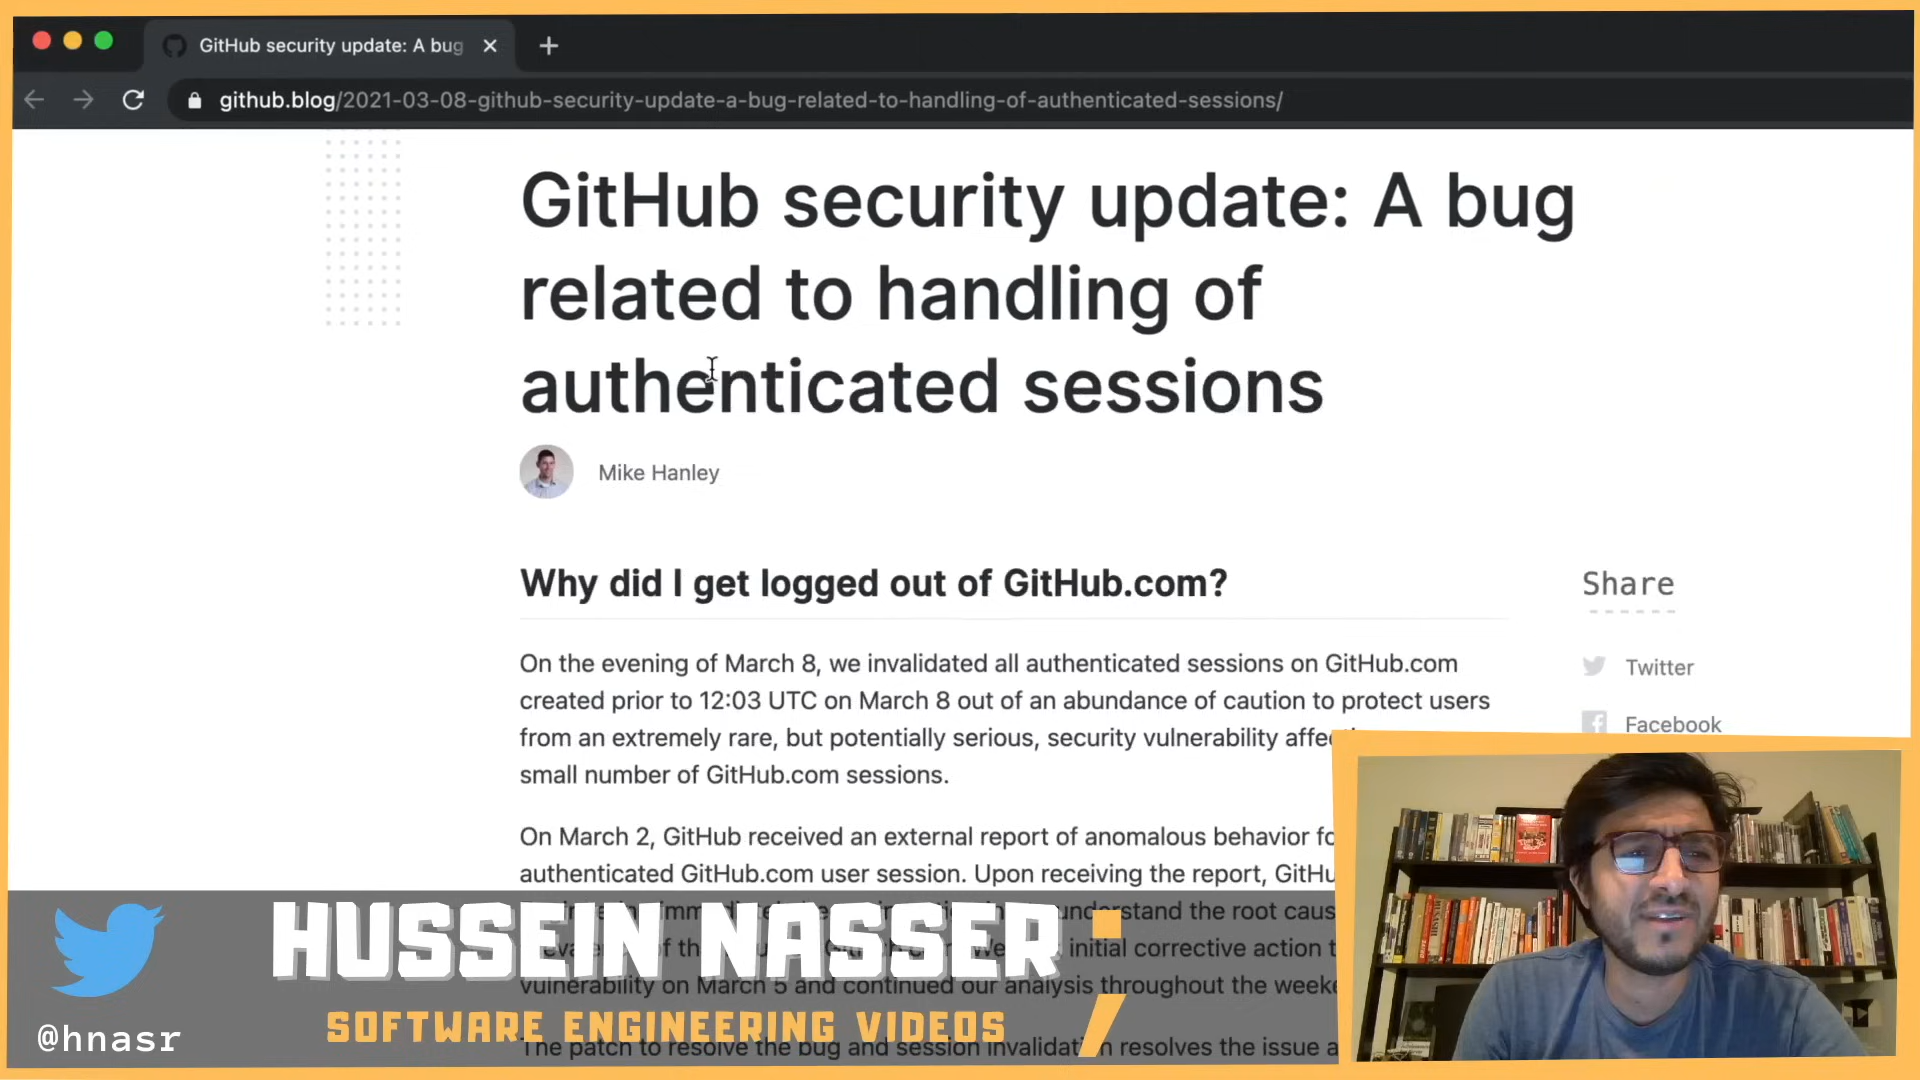 GitHub security update: A bug
github.blog/2021-03-08-github-security-update-a-bug-related-to-handling-of-authenticated-sessions/
GitHub security update: A bug
related to handling of
authenticated sessions
Mike Hanley
Why did I get logged out of GitHub.com?
Share
On the evening of March 8, we invalidated all authenticated sessions on GitHub.com
Twitter
created prior to 12:03 UTC on March 8 out of an abundance of caution to protect users
Facebook
from an extremely rare, but potentially serious, security vulnerability
small number of GitHub.com sessions.
On March 2, GitHub received an external report of anomalous behavior
authenticated GitHub.com user session. Upon receiving the report,
understand the root
initial corrective action
vulnerability on March 5 and continued our analysis throughout the
The patch to resolve the bug and session invalidation resolves the issue
HUSSEIN NASSER;
SOFTWARE ENGINEERING VIDEOS
@hnasr